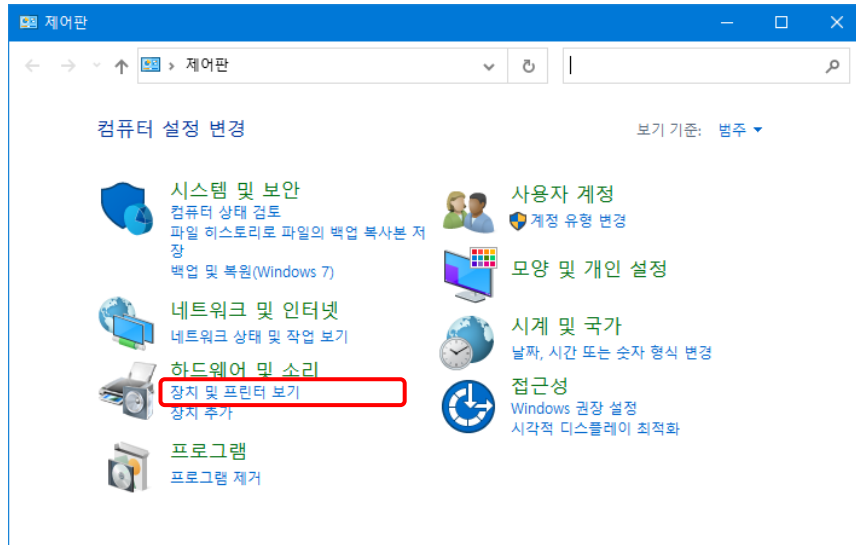 제어판
제어판
컴퓨터 설정 변경
보기 기준: 범주
시스템 및 보안
컴퓨터 상태 검토
파일 히스토리로 파일의 백업 복사본 저
장
백업 및 복원(Windows 7)
네트워크 및 인터넷
네트워크 상태 및 작업 보기
하드웨어 및 소리
장치 및 프린터 보기
장치 추가
프로그램
프로그램 제거
사용자 계정
계정 유형 변경
모양 및 개인 설정
시계 및 국가
날짜, 시간 또는 숫자 형식 변경
접근성
Windows 권장 설정
시각적 디스플레이 최적화